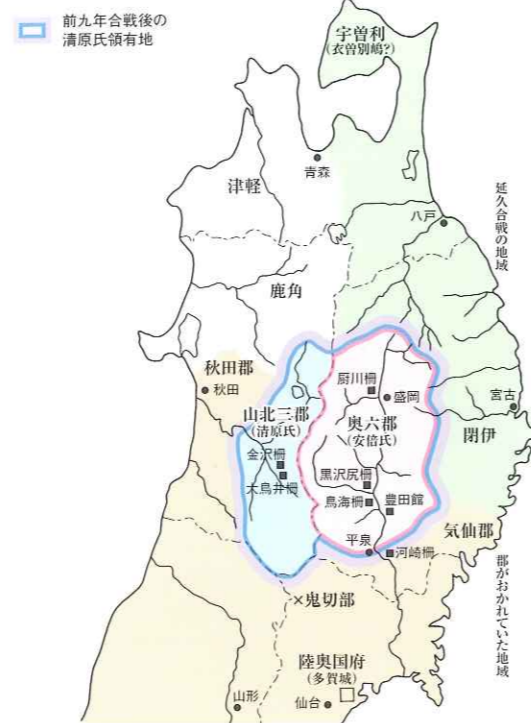 前九年合戦後の
清原氏領有地
宇曽利
(衣曽別嶋?)
青森
津軽
八戸
延久合戦の地域
鹿角
秋田郡
秋田
厨川柵
盛岡
宮古
山北三郡
(清原氏)
奥六郡
(安倍氏)
閉伊
金沢柵
大鳥井柵
黒沢尻柵
鳥海柵
豊田館
気仙郡
平泉
河崎柵
郡がおかれていた地域
×鬼切部
陸奥国府
(多賀城)
山形
仙台